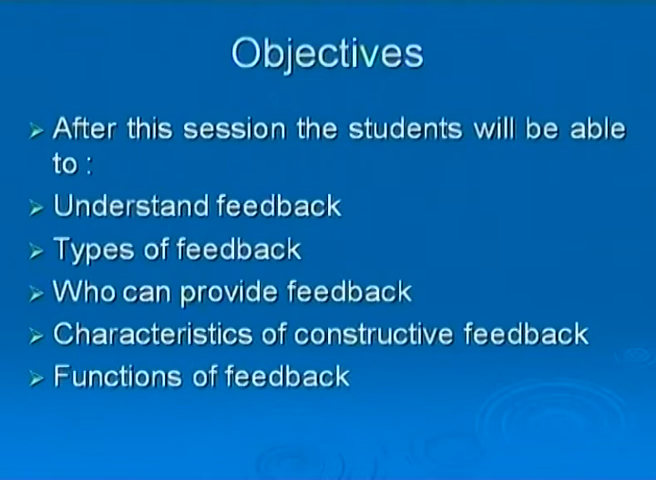 Objectives
After this session the students will be able
to :
Understand feedback
Types of feedback
Who can provide feedback
Characteristics of constructive feedback
Functions of feedback